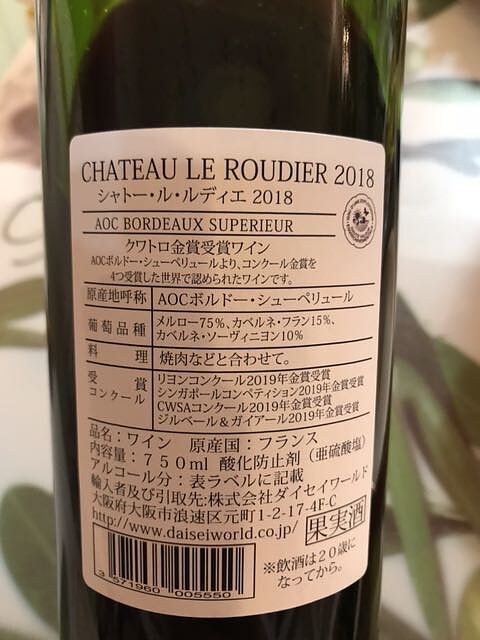 CHATEAU LE ROUDIER 2018
シャトー・ル・ルディエ 2018
AOC BORDEAUX SUPERIEUR
クワトロ金賞受賞ワイン
AOCボルドー・シューペリュールより、コンクール金賞を
4つ受賞した世界で認められたワインです。
原産地呼称 AOCボルドー・シューペリュール
葡萄品種 メルロー75%、カベルネ・フラン15%、
カベルネ・ソーヴィニヨン10%
料理 焼肉などと合わせて。
受賞コンクール リヨンコンクール2019年金賞受賞
シンガポールコンペティション2019年金賞受賞
CWSAコンクール2019年金賞受賞
ジルベール&ガイアール2019年金賞受賞
品名:ワイン 原産国:フランス
内容量:750ml 酸化防止剤(亜硫酸塩)
アルコール分:表ラベルに記載
輸入者及び引取先:株式会社ダイセイワールド
大阪府大阪市浪速区元町1-2-17-4F-C
http://www.daiseiworld.co.jp/
果実酒
3 571960 005550
※飲酒は20歳に
なってから。